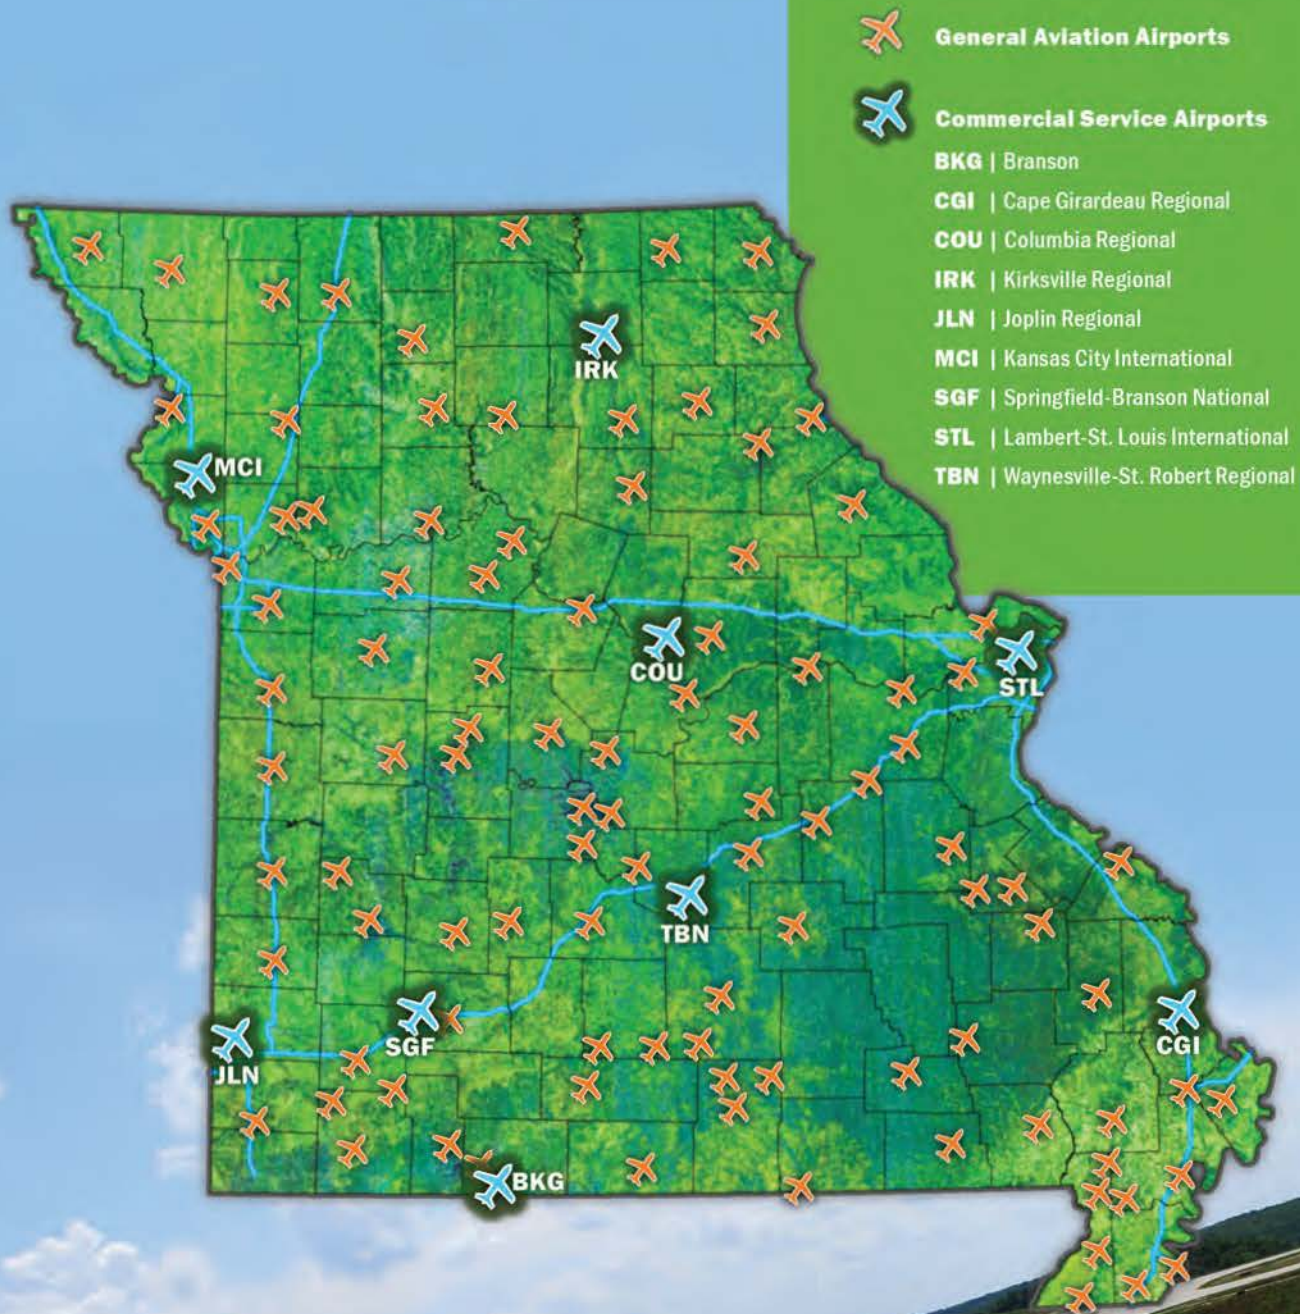 General Aviation Airports
Commercial Service Airports
BKG | Branson
CGI | Cape Girardeau Regional
COU | Columbia Regional
IRK | Kirksville Regional
JLN | Joplin Regional
MCI | Kansas City International
SGF | Springfield-Branson National
STL | Lambert-St. Louis International
TBN | Waynesville-St. Robert Regional
IRK
MCI
COU
STL
TBN
SGF
CGI
JLN
BKG